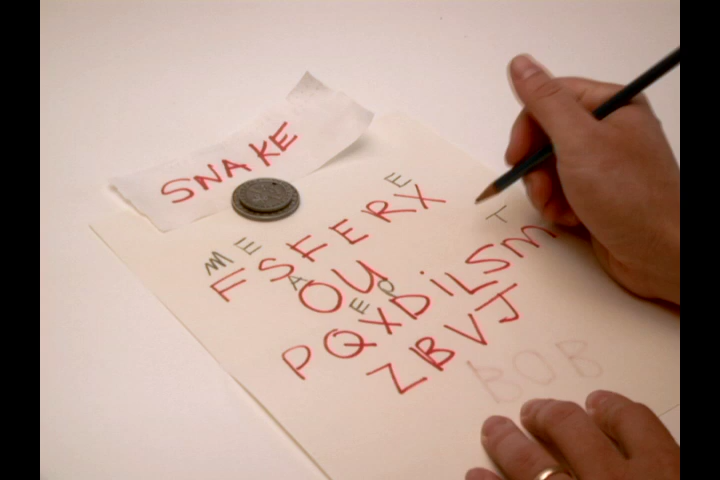 SNAKE
M E E
FSFERX
A T
OU
E O
PQXDiLSM
ZBVJ
BOB